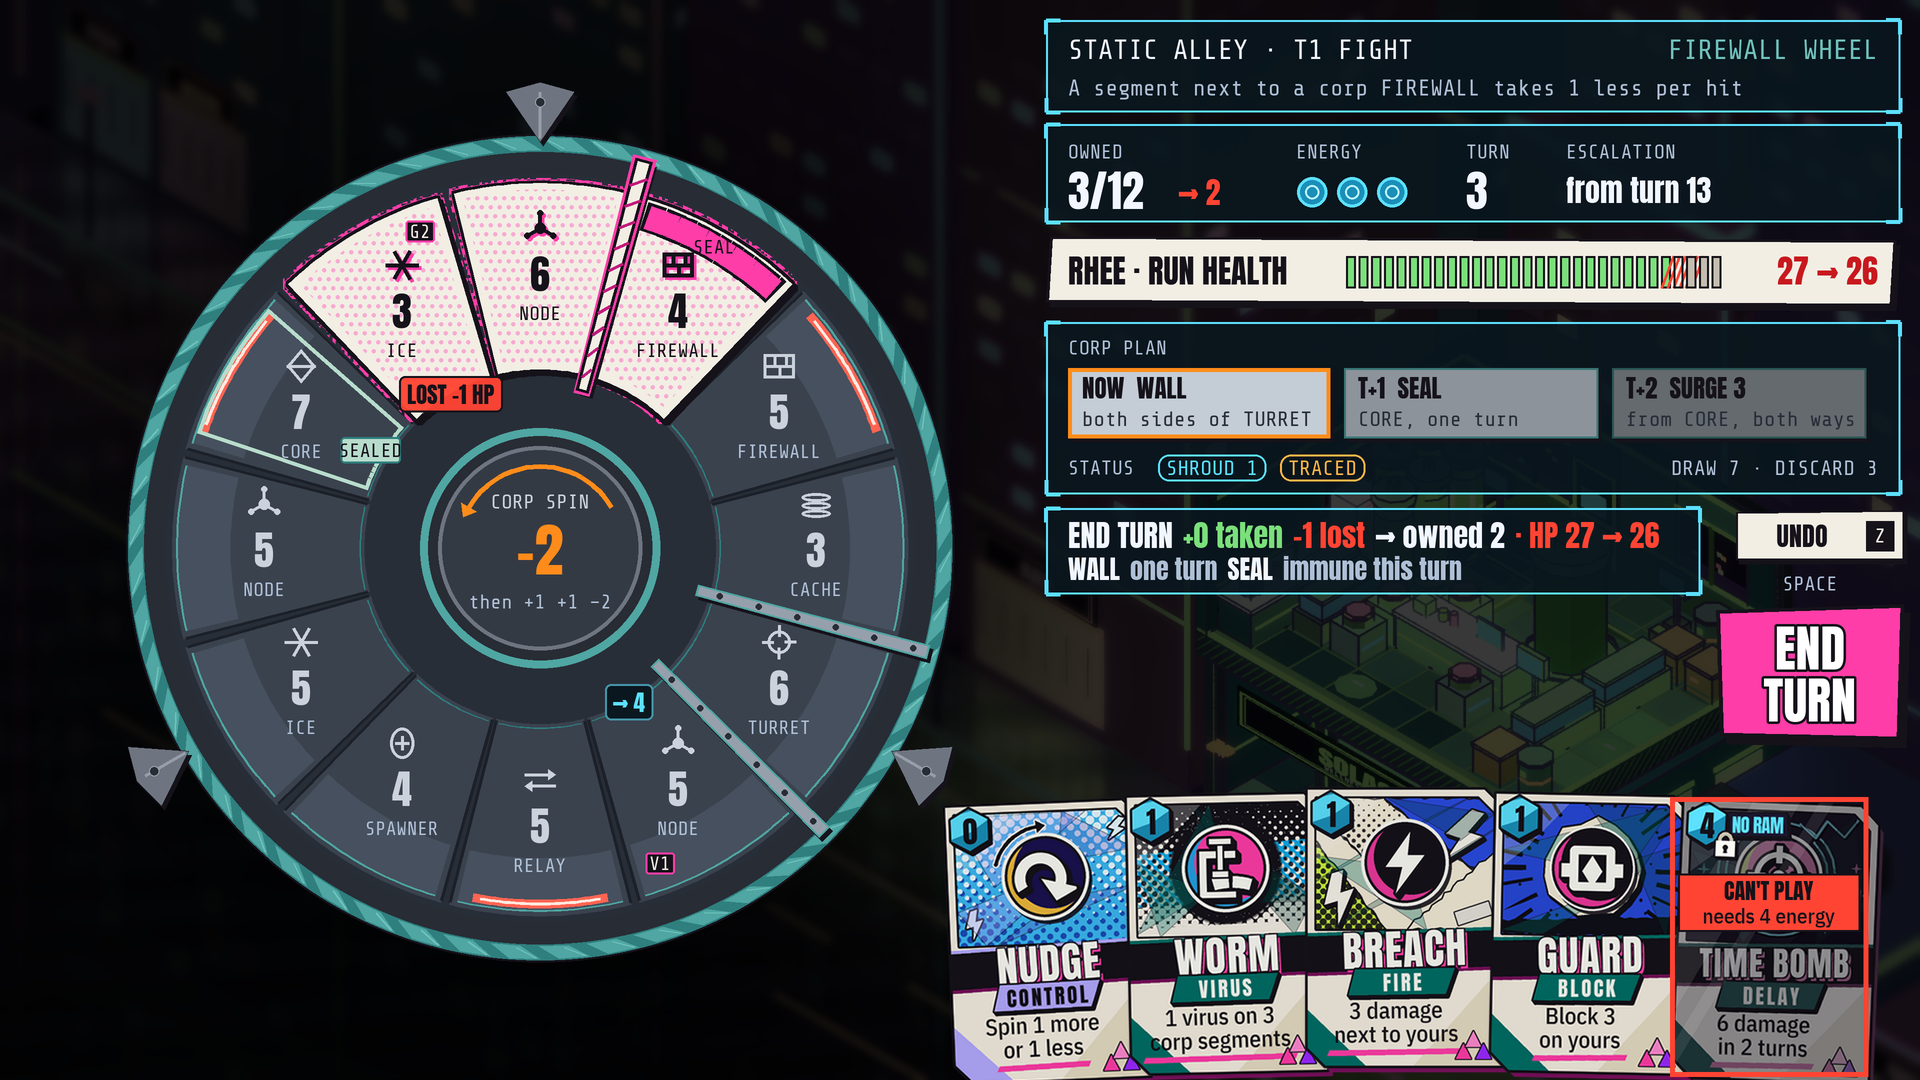 STATIC ALLEY · T1 FIGHT
FIREWALL WHEEL
A segment next to a corp FIREWALL takes 1 less per hit
OWNED
3/12 → 2
ENERGY
TURN
3
ESCALATION
from turn 13
RHEE · RUN HEALTH
27 → 26
CORP PLAN
NOW WALL
both sides of TURRET
T+1 SEAL
CORE, one turn
T+2 SURGE 3
from CORE, both ways
STATUS
SHROUD 1
TRACED
DRAW 7 · DISCARD 3
END TURN +0 taken -1 lost → owned 2 · HP 27 → 26
WALL one turn SEAL immune this turn
UNDO Z
SPACE
END
TURN
G2
3
ICE
6
NODE
SEAL
4
FIREWALL
5
FIREWALL
3
CACHE
6
TURRET
→ 4
5
NODE
V1
5
RELAY
4
SPAWNER
5
ICE
5
NODE
7
CORE
SEALED
LOST -1 HP
CORP SPIN
-2
then +1 +1 -2
0
NUDGE
CONTROL
Spin 1 more
or 1 less
1
WORM
VIRUS
1 virus on 3
corp segments
1
BREACH
FIRE
3 damage
next to yours
1
GUARD
BLOCK
Block 3
on yours
4
NO RAM
CAN'T PLAY
needs 4 energy
TIME BOMB
DELAY
6 damage
in 2 turns